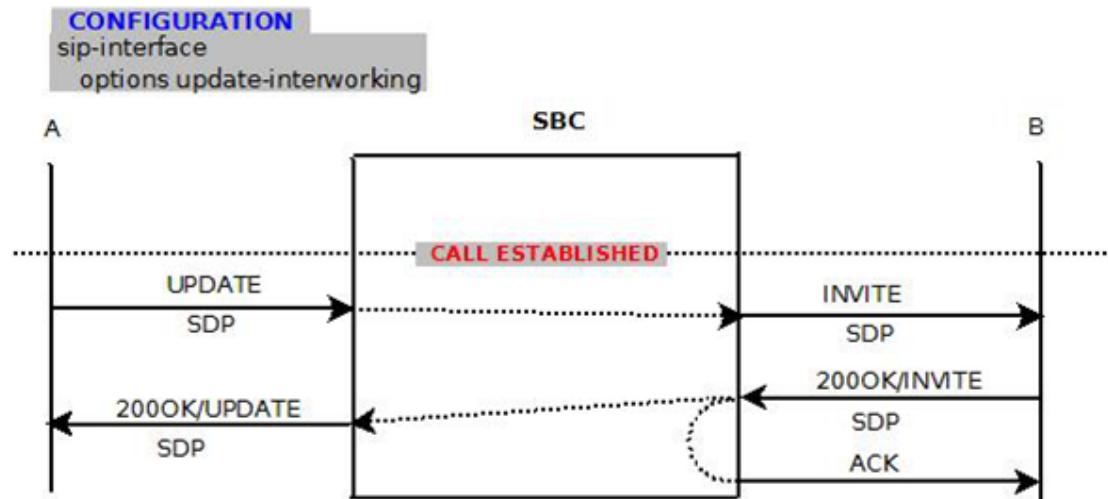 CONFIGURATION
sip-interface
options update-interworking
A
SBC
B
CALL ESTABLISHED
UPDATE
SDP
INVITE
SDP
200OK/INVITE
SDP
200OK/UPDATE
SDP
ACK